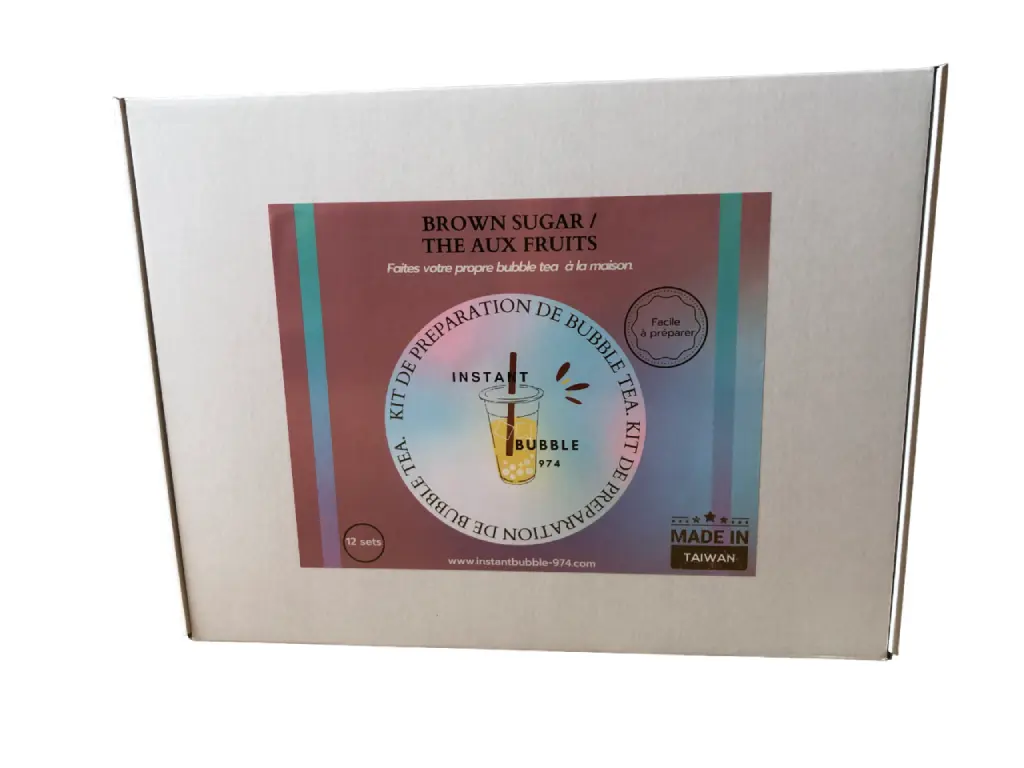 BROWN SUGAR /
THE AUX FRUITS
Faites votre propre bubble tea à la maison
Facile
à préparer
KIT DE PREPARATION DE BUBBLE TEA. KIT DE PREPARATION DE BUBBLE TEA.
INSTANT
BUBBLE
974
12 sets
MADE IN
TAIWAN
www.instantbubble-974.com